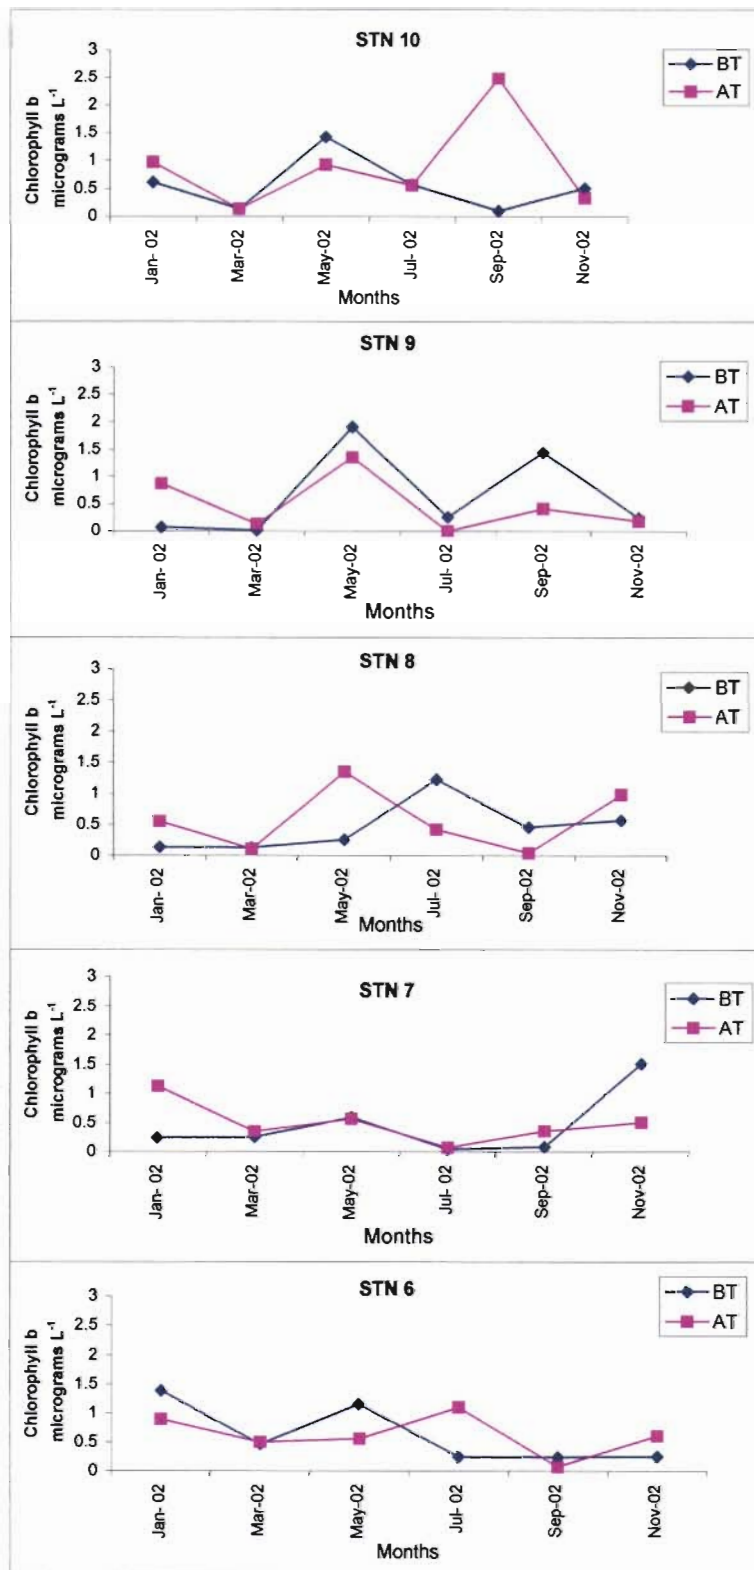 STN 10
Chlorophyll b
micrograms L⁻¹
3
2.5
2
1.5
1
0.5
0
Jan- 02
Mar-02
May-02
Jul- 02
Sep-02
Nov-02
Months
BT
AT
STN 9
Chlorophyll b
micrograms L⁻¹
3
2.5
2
1.5
1
0.5
0
Jan- 02
Mar-02
May-02
Jul- 02
Sep-02
Nov-02
Months
BT
AT
STN 8
Chlorophyll b
micrograms L⁻¹
3
2.5
2
1.5
1
0.5
0
Jan- 02
Mar-02
May-02
Jul- 02
Sep-02
Nov-02
Months
BT
AT
STN 7
Chlorophyll b
micrograms L⁻¹
3
2.5
2
1.5
1
0.5
0
Jan- 02
Mar-02
May-02
Jul- 02
Sep-02
Nov-02
Months
BT
AT
STN 6
Chlorophyll b
micrograms L⁻¹
3
2.5
2
1.5
1
0.5
0
Jan- 02
Mar-02
May-02
Jul- 02
Sep-02
Nov-02
Months
BT
AT